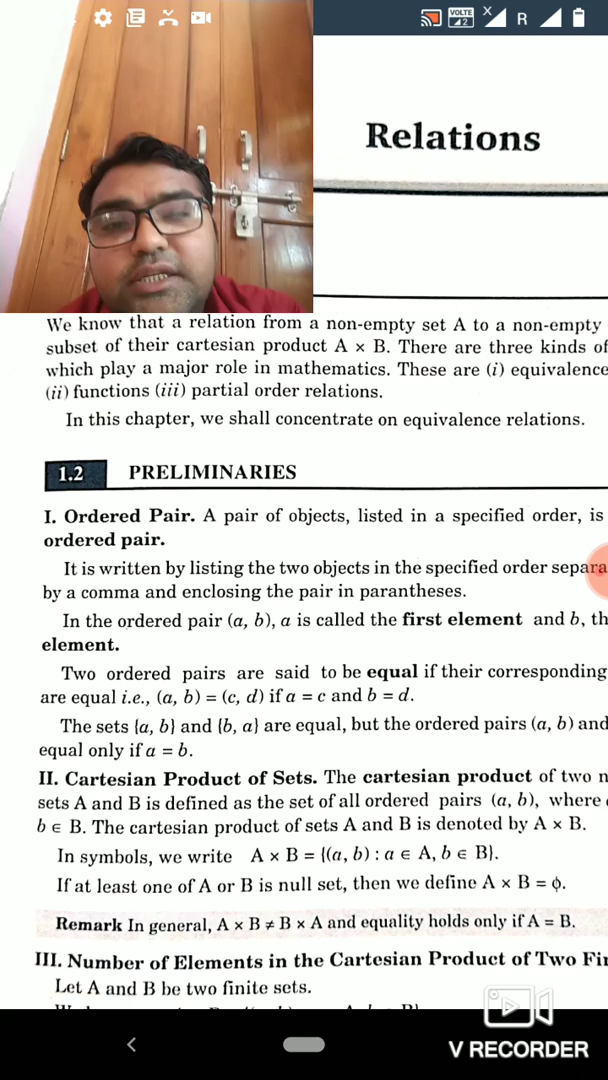 VOLTE
2
X
R
Relations
We know that a relation from a non-empty set A to a non-empty
subset of their cartesian product A × B. There are three kinds of
which play a major role in mathematics. These are (i) equivalence
(ii) functions (iii) partial order relations.
In this chapter, we shall concentrate on equivalence relations.
1.2 PRELIMINARIES
I. Ordered Pair. A pair of objects, listed in a specified order, is
ordered pair.
It is written by listing the two objects in the specified order separa
by a comma and enclosing the pair in parantheses.
In the ordered pair (a, b), a is called the first element and b, th
element.
Two ordered pairs are said to be equal if their corresponding
are equal i.e., (a, b) = (c, d) if a = c and b = d.
The sets {a, b} and {b, a} are equal, but the ordered pairs (a, b) and
equal only if a = b.
II. Cartesian Product of Sets. The cartesian product of two n
sets A and B is defined as the set of all ordered pairs (a, b), where
b ∈ B. The cartesian product of sets A and B is denoted by A × B.
In symbols, we write A × B = {(a, b) : a ∈ A, b ∈ B}.
If at least one of A or B is null set, then we define A × B = ϕ.
Remark In general, A × B ≠ B × A and equality holds only if A = B.
III. Number of Elements in the Cartesian Product of Two Fi
Let A and B be two finite sets.
V RECORDER